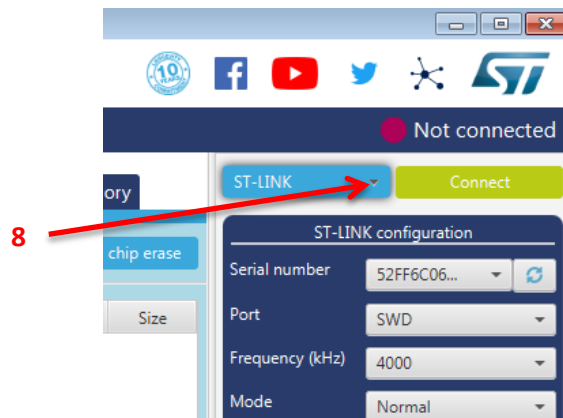 10
Not connected
ory
ST-LINK
Connect
8
ST-LINK configuration
chip erase
Serial number
52FF6C06...
Size
Port
SWD
Frequency (kHz)
4000
Mode
Normal